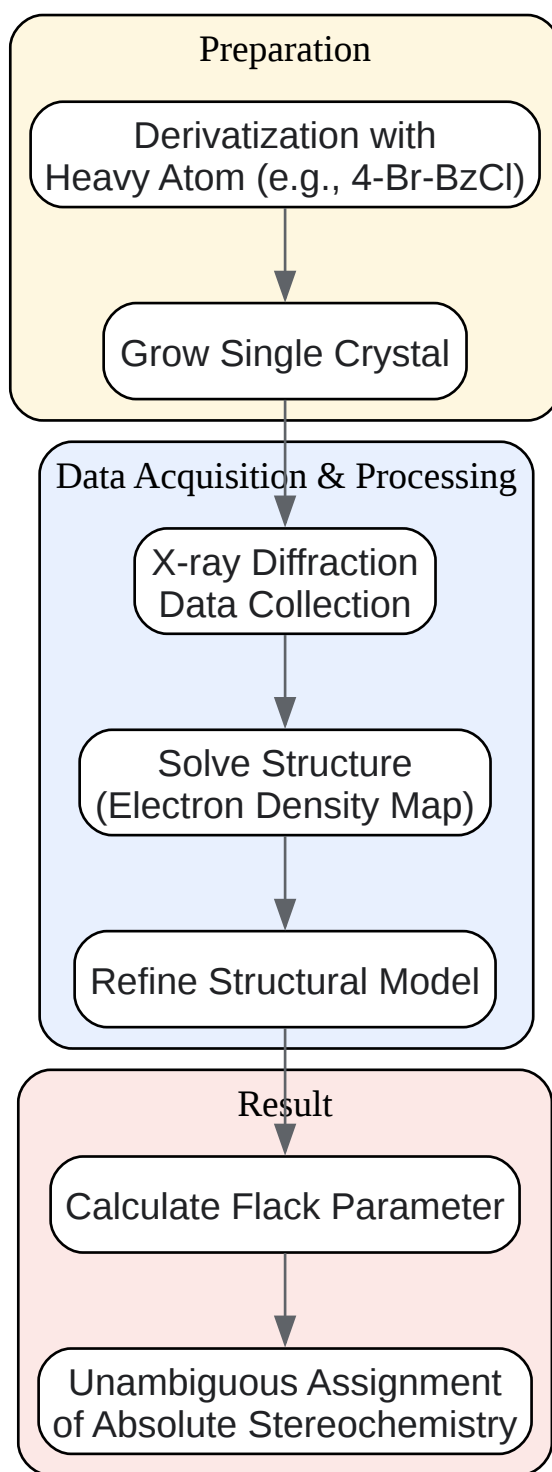 Preparation
Derivatization with
Heavy Atom (e.g., 4-Br-BzCl)
Grow Single Crystal
Data Acquisition & Processing
X-ray Diffraction
Data Collection
Solve Structure
(Electron Density Map)
Refine Structural Model
Result
Calculate Flack Parameter
Unambiguous Assignment
of Absolute Stereochemistry